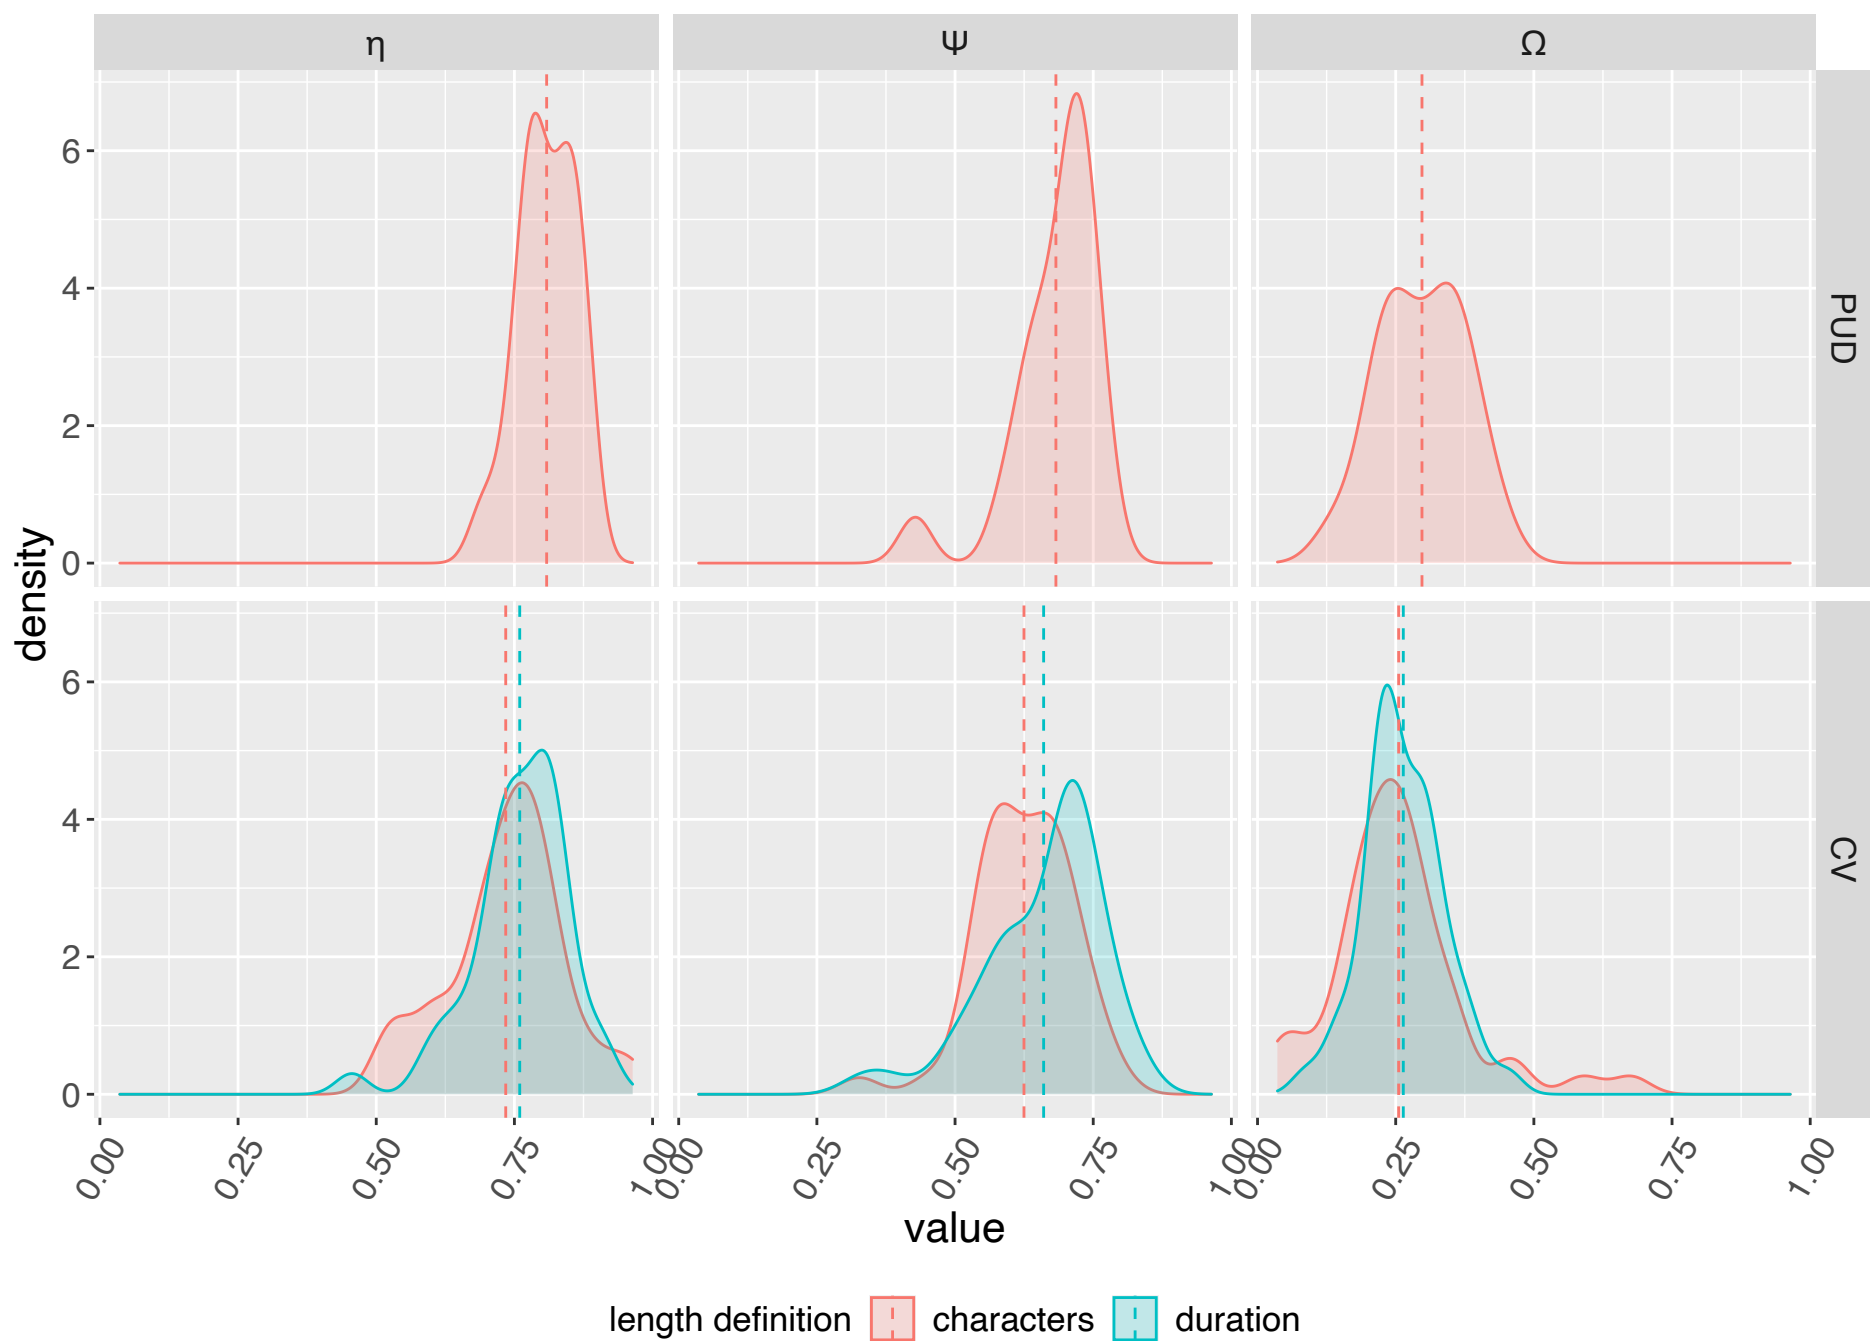 η Ψ Ω
6
4
2
0
PUD
density
6
4
2
0
CV
0.00 0.25 0.50 0.75 1.00 0.00 0.25 0.50 0.75 1.00 0.00 0.25 0.50 0.75 1.00
value
length definition characters duration